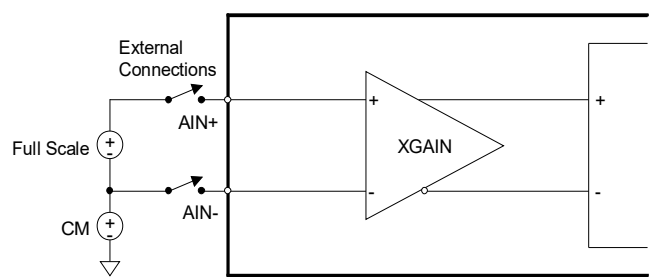 External
Connections
+
+
AIN+
+
-
Full Scale
XGAIN
-
-
AIN-
+
-
CM